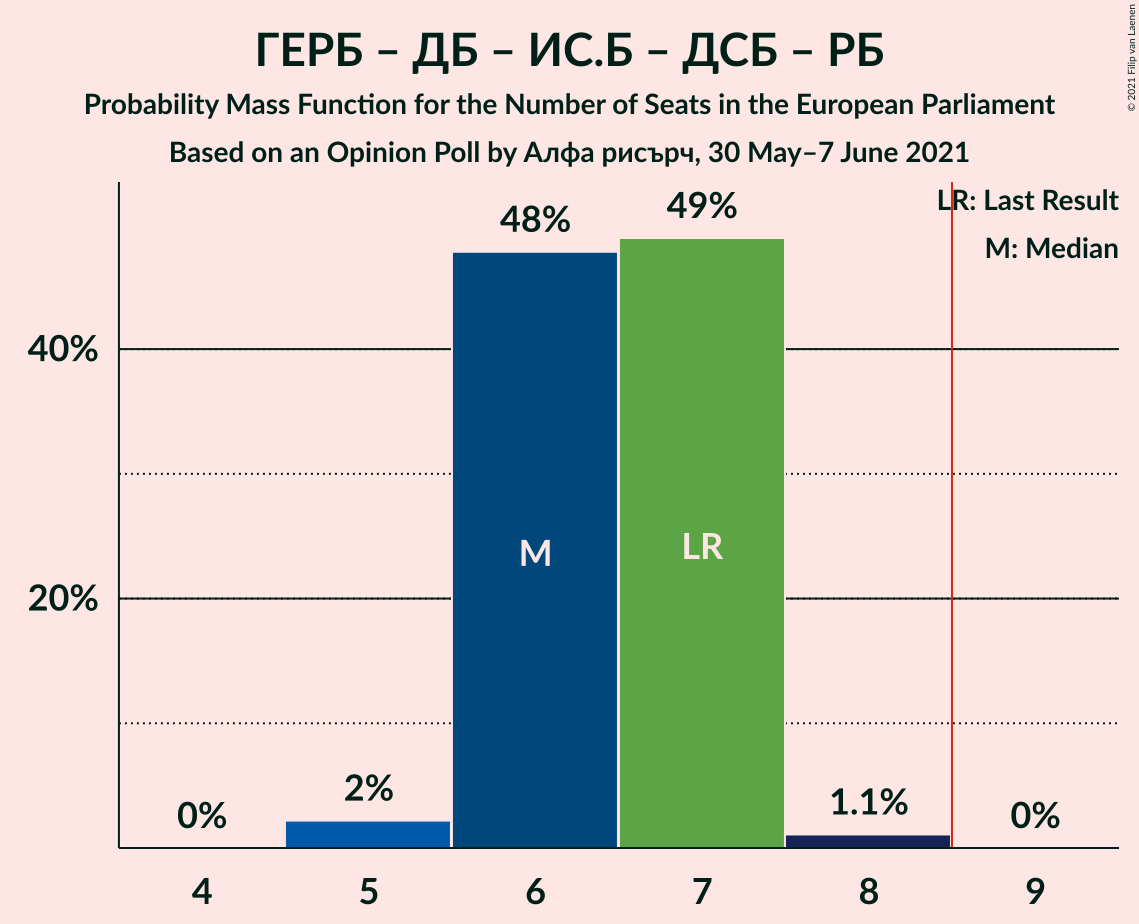 ГЕРБ – ДБ – ИС.Б – ДСБ – РБ
Probability Mass Function for the Number of Seats in the European Parliament
Based on an Opinion Poll by Алфа рисърч, 30 May–7 June 2021
© 2021 Filip van Laenen
LR: Last Result
M: Median
48%
49%
40%
M
LR
20%
0%
2%
1.1%
0%
4
5
6
7
8
9